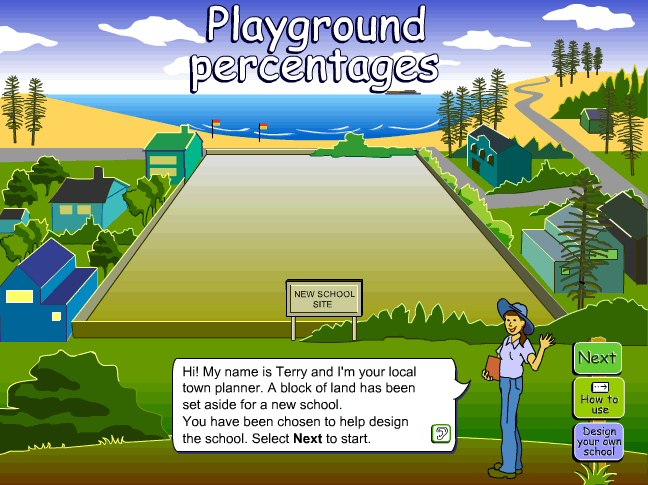 Playground
percentages
NEW SCHOOL
SITE
Hi! My name is Terry and I'm your local
town planner. A block of land has been
set aside for a new school.
You have been chosen to help design
the school. Select Next to start.
Next
How to
use
Design
your own
school